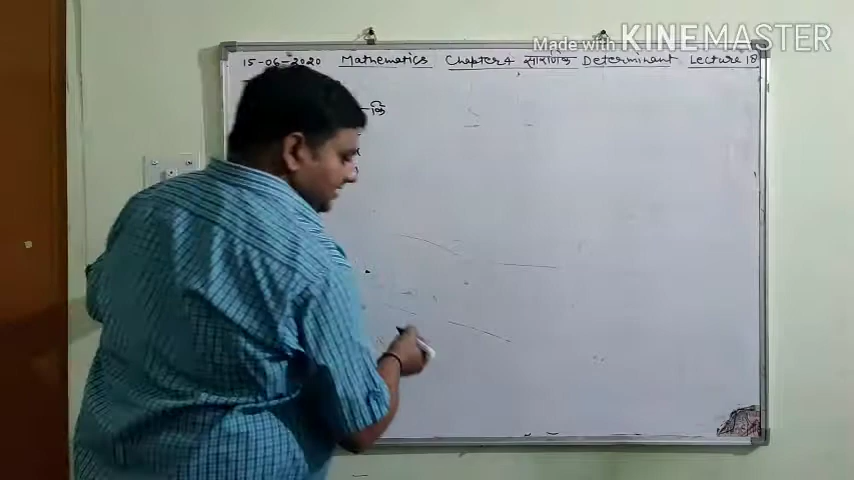 Made with KINEMASTER
15-06-2020 Mathematics Chapter 4 सारणिक Determinant Lecture 18
कि